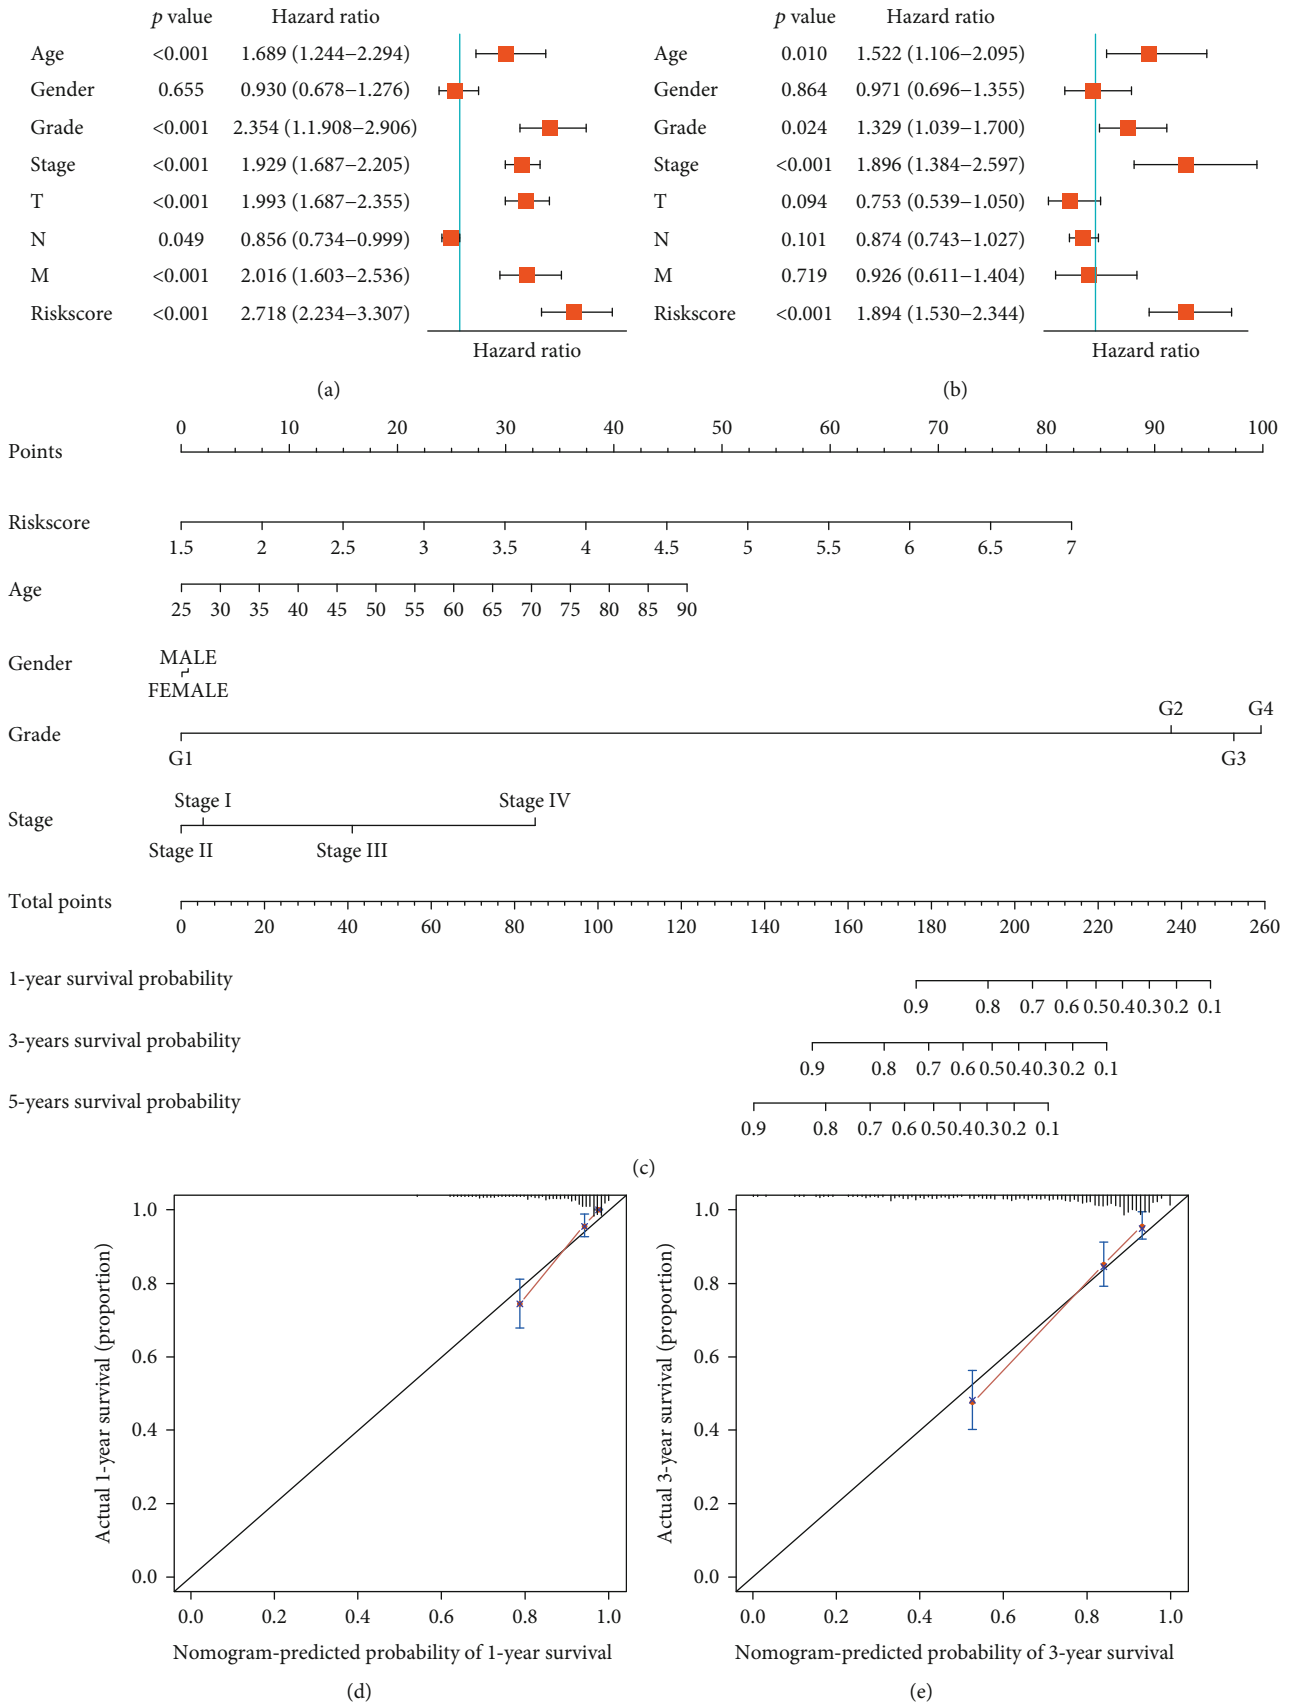 p value Hazard ratio
Age <0.001 1.689 (1.244−2.294)
Gender 0.655 0.930 (0.678−1.276)
Grade <0.001 2.354 (1.1.908−2.906)
Stage <0.001 1.929 (1.687−2.205)
T <0.001 1.993 (1.687−2.355)
N 0.049 0.856 (0.734−0.999)
M <0.001 2.016 (1.603−2.536)
Riskscore <0.001 2.718 (2.234−3.307)
Hazard ratio
(a)
p value Hazard ratio
Age 0.010 1.522 (1.106−2.095)
Gender 0.864 0.971 (0.696−1.355)
Grade 0.024 1.329 (1.039−1.700)
Stage <0.001 1.896 (1.384−2.597)
T 0.094 0.753 (0.539−1.050)
N 0.101 0.874 (0.743−1.027)
M 0.719 0.926 (0.611−1.404)
Riskscore <0.001 1.894 (1.530−2.344)
Hazard ratio
(b)
0 10 20 30 40 50 60 70 80 90 100
Points
Riskscore
1.5 2 2.5 3 3.5 4 4.5 5 5.5 6 6.5 7
Age
25 30 35 40 45 50 55 60 65 70 75 80 85 90
MALE
Gender
FEMALE
G2 G4
Grade
G1 G3
Stage I Stage IV
Stage
Stage II Stage III
Total points
0 20 40 60 80 100 120 140 160 180 200 220 240 260
1-year survival probability
0.9 0.8 0.7 0.6 0.5 0.4 0.3 0.2 0.1
3-years survival probability
0.9 0.8 0.7 0.6 0.5 0.4 0.3 0.2 0.1
5-years survival probability
0.9 0.8 0.7 0.6 0.5 0.4 0.3 0.2 0.1
(c)
Actual 1-year survival (proportion)
1.0
0.8
0.6
0.4
0.2
0.0
0.0 0.2 0.4 0.6 0.8 1.0
Nomogram-predicted probability of 1-year survival
(d)
Actual 3-year survival (proportion)
1.0
0.8
0.6
0.4
0.2
0.0
0.0 0.2 0.4 0.6 0.8 1.0
Nomogram-predicted probability of 3-year survival
(e)